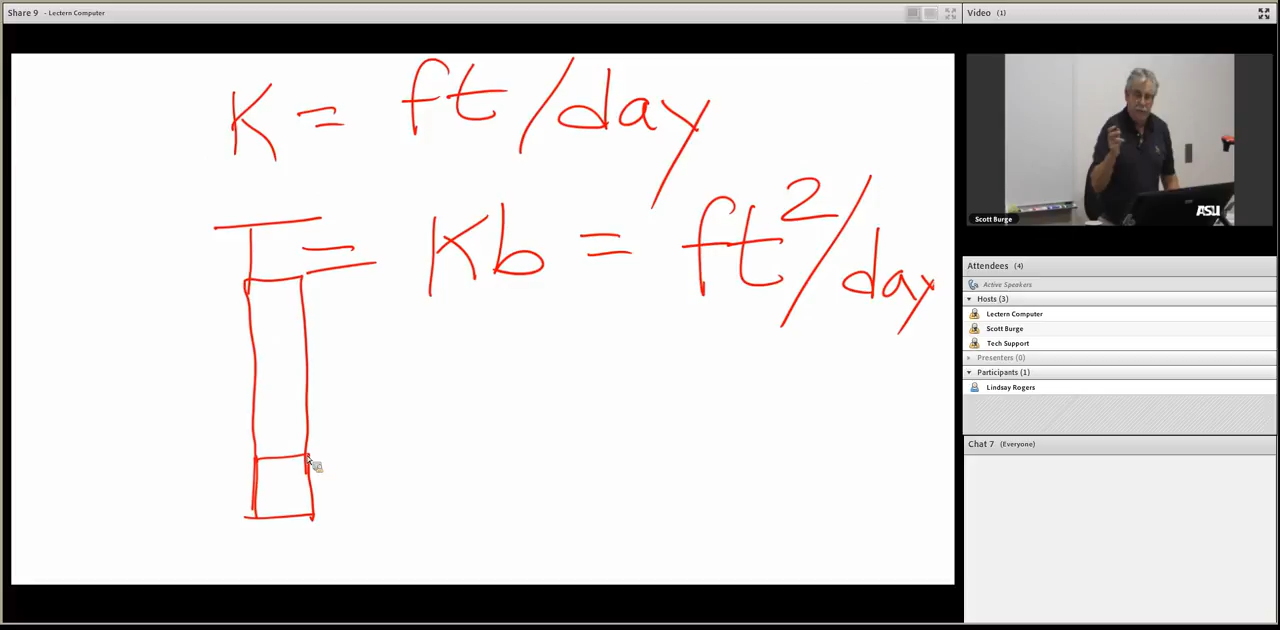 Share 9 - Lectern Computer
K = ft/day
T = Kb = ft²/day
Video (1)
Scott Burge
ASU
Attendees (4)
Active Speakers
Hosts (3)
Lectern Computer
Scott Burge
Tech Support
Presenters (0)
Participants (1)
Lindsay Rogers
Chat 7 (Everyone)